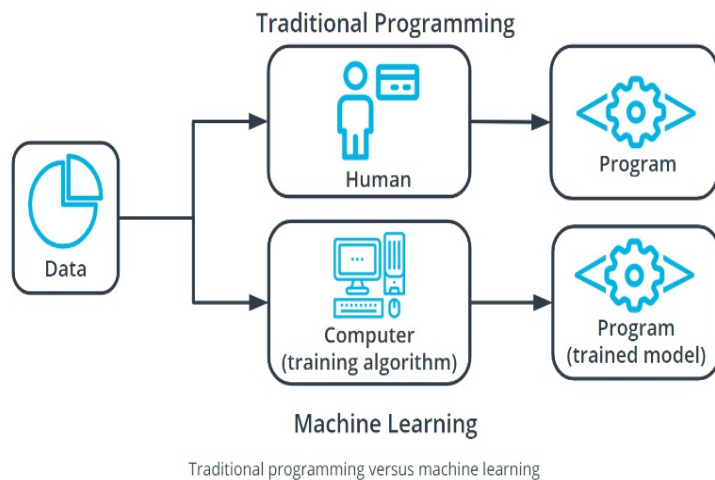 Traditional Programming
Data
Human
Program
Computer
(training algorithm)
Program
(trained model)
Machine Learning
Traditional programming versus machine learning